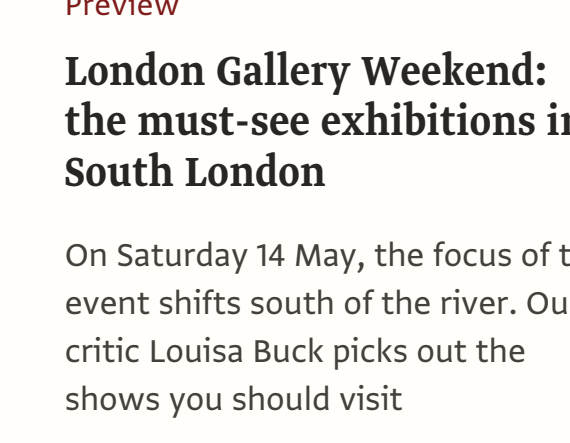 Preview
London Gallery Weekend:
the must-see exhibitions in
South London
On Saturday 14 May, the focus of
event shifts south of the river.
critic Louisa Buck picks out the
shows you should visit